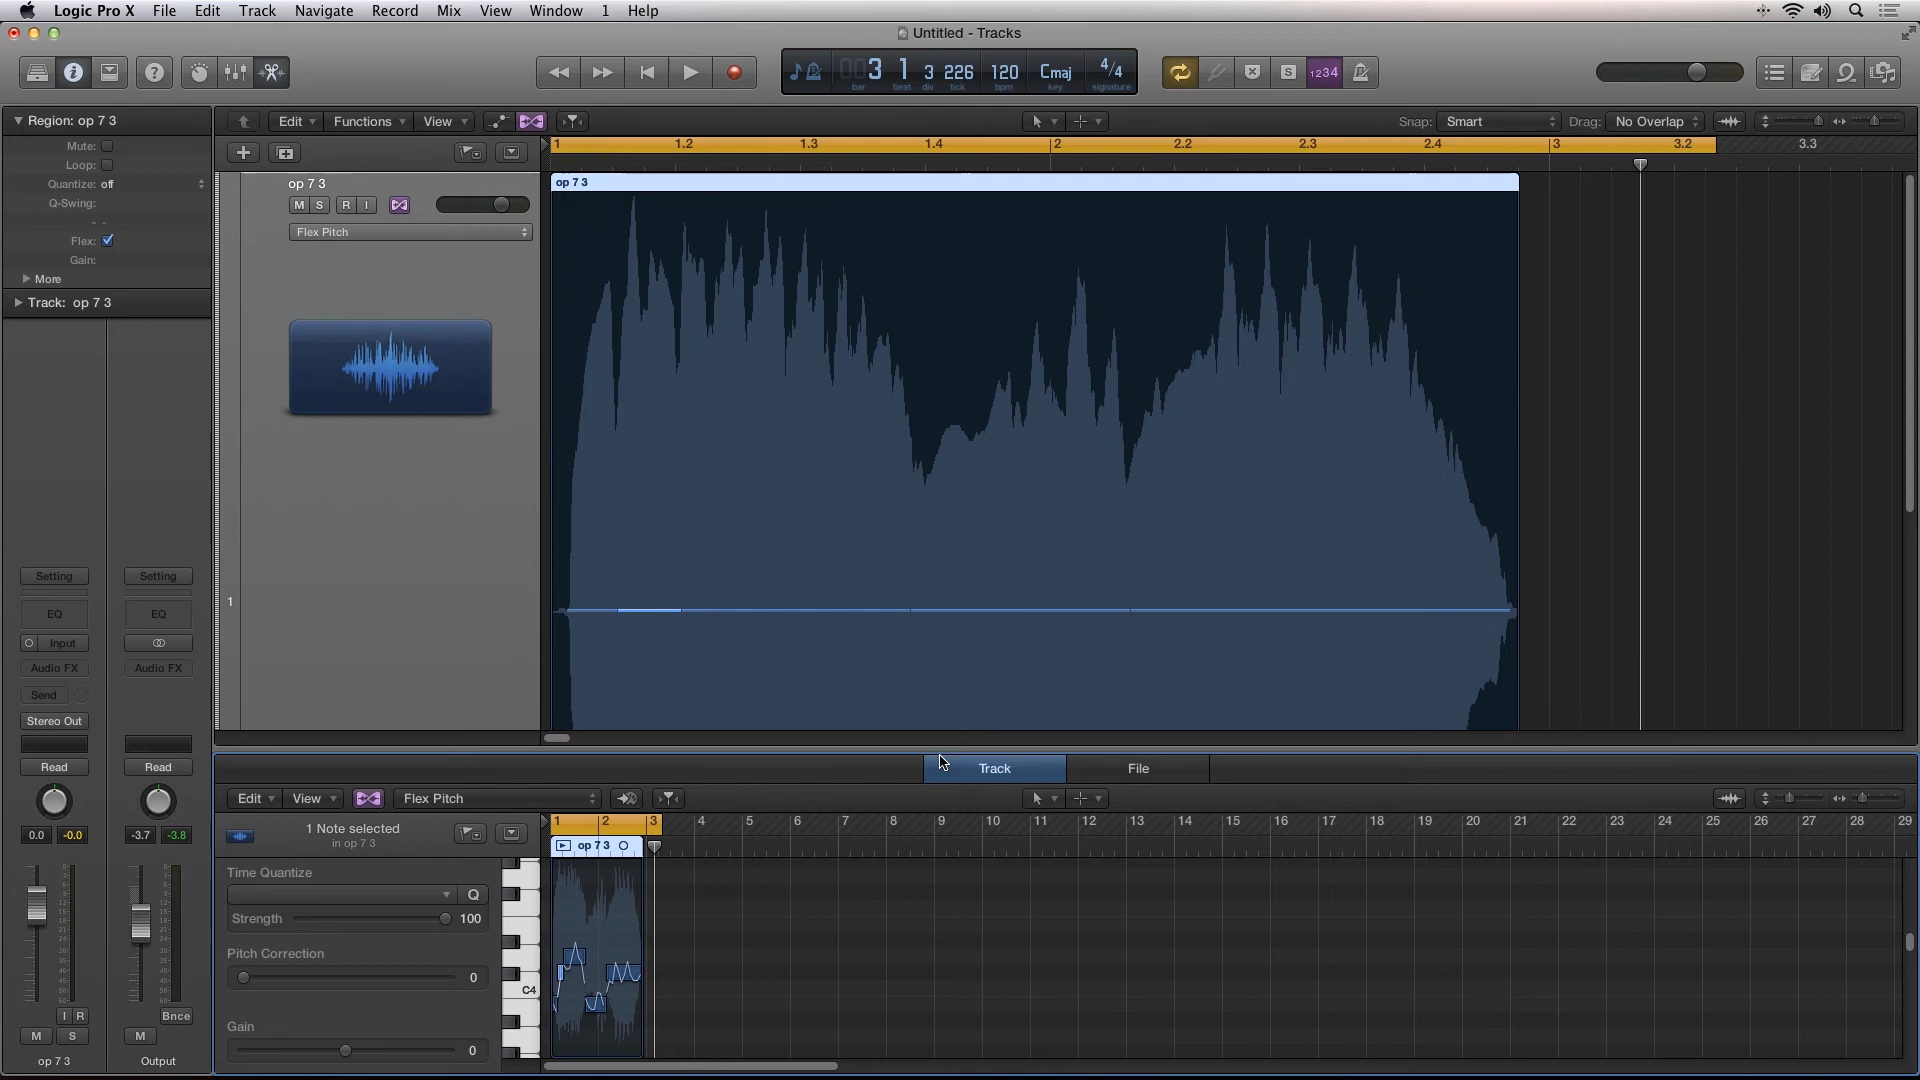 Logic Pro X File Edit Track Navigate Record Mix View Window 1 Help
Untitled - Tracks
3 1 3 226 120 Cmaj 4/4
bar beat div tick bpm key signature
S 1234
Region: op 7 3
Edit Functions View Snap: Smart Drag: No Overlap
Mute:
Loop:
Quantize: off
Q-Swing:
- -
Flex:
Gain:
More
Track: op 7 3
1 1.2 1.3 1.4 2 2.2 2.3 2.4 3 3.2 3.3
op 7 3
M S R I
Flex Pitch
op 7 3
1
Setting Setting
EQ EQ
Input
Audio FX Audio FX
Send
Stereo Out
Read Read
0.0 -0.0 -3.7 -3.8
I R Bnce
M S M
op 7 3 Output
Track File
Edit View Flex Pitch
1 Note selected
in op 7 3
1 2 3 4 5 6 7 8 9 10 11 12 13 14 15 16 17 18 19 20 21 22 23 24 25 26 27 28 29
op 7 3
Time Quantize
Q
Strength 100
Pitch Correction
0
C4
Gain
0